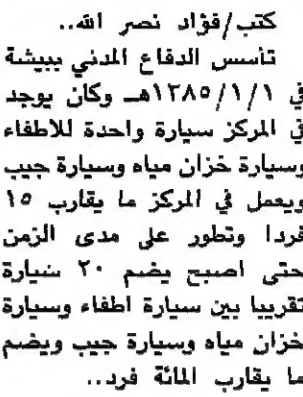 كتب/فؤاد نصر الله..
تأسس الدفاع المدني ببيشة
في ١٣٨٥/١/١هـ وكان يوجد
في المركز سيارة واحدة للاطفاء
وسيارة خزان مياه وسيارة جيب
ويعمل في المركز ما يقارب ١٥
فردا وتطور على مدى الزمن
حتى اصبح يضم ٢٠ سيارة
تقريبا بين سيارة اطفاء وسيارة
خزان مياه وسيارة جيب ويضم
ما يقارب المائة فرد..